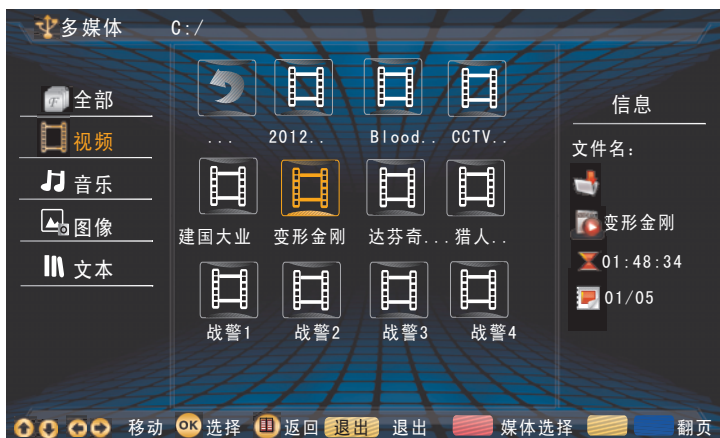 多媒体 C:/
全部
视频
音乐
图像
文本
... 2012.. Blood.. CCTV..
建国大业 变形金刚 达芬奇... 猎人..
战警1 战警2 战警3 战警4
信息
文件名:
变形金刚
01:48:34
01/05
移动 OK 选择 返回 退出 退出 媒体选择 翻页